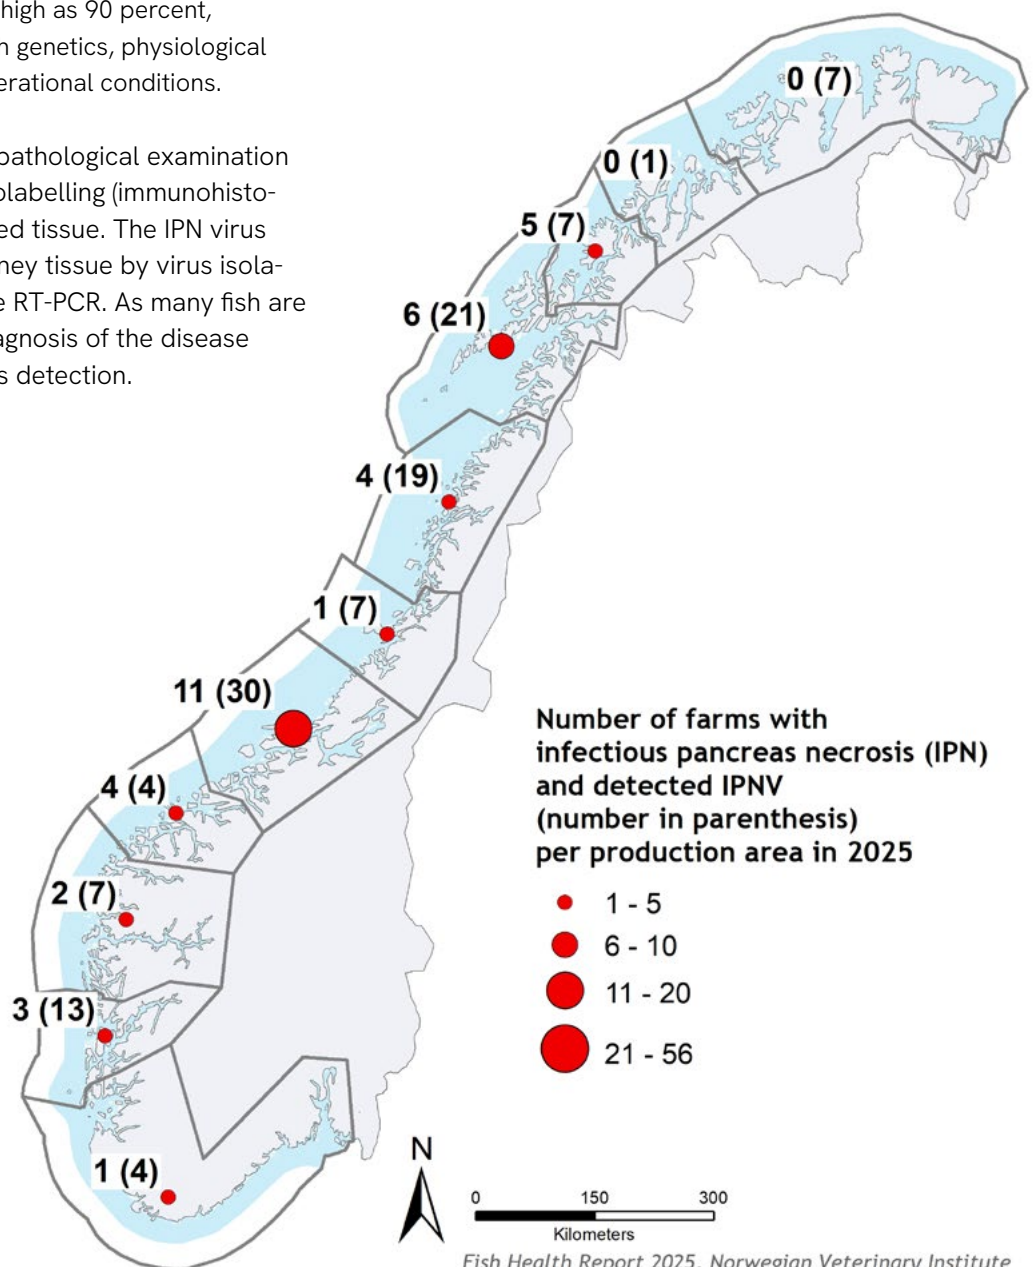 high as 90 percent,
genetics, physiological
erational conditions.
pathological examination
olabelling (immunohisto-
ed tissue. The IPN virus
ney tissue by virus isola-
e RT-PCR. As many fish are
agnosis of the disease
s detection.
0 (7)
0 (1)
5 (7)
6 (21)
4 (19)
1 (7)
11 (30)
4 (4)
2 (7)
3 (13)
1 (4)
Number of farms with
infectious pancreas necrosis (IPN)
and detected IPNV
(number in parenthesis)
per production area in 2025
1 - 5
6 - 10
11 - 20
21 - 56
N
0 150 300
Kilometers
Fish Health Report 2025, Norwegian Veterinary Institute